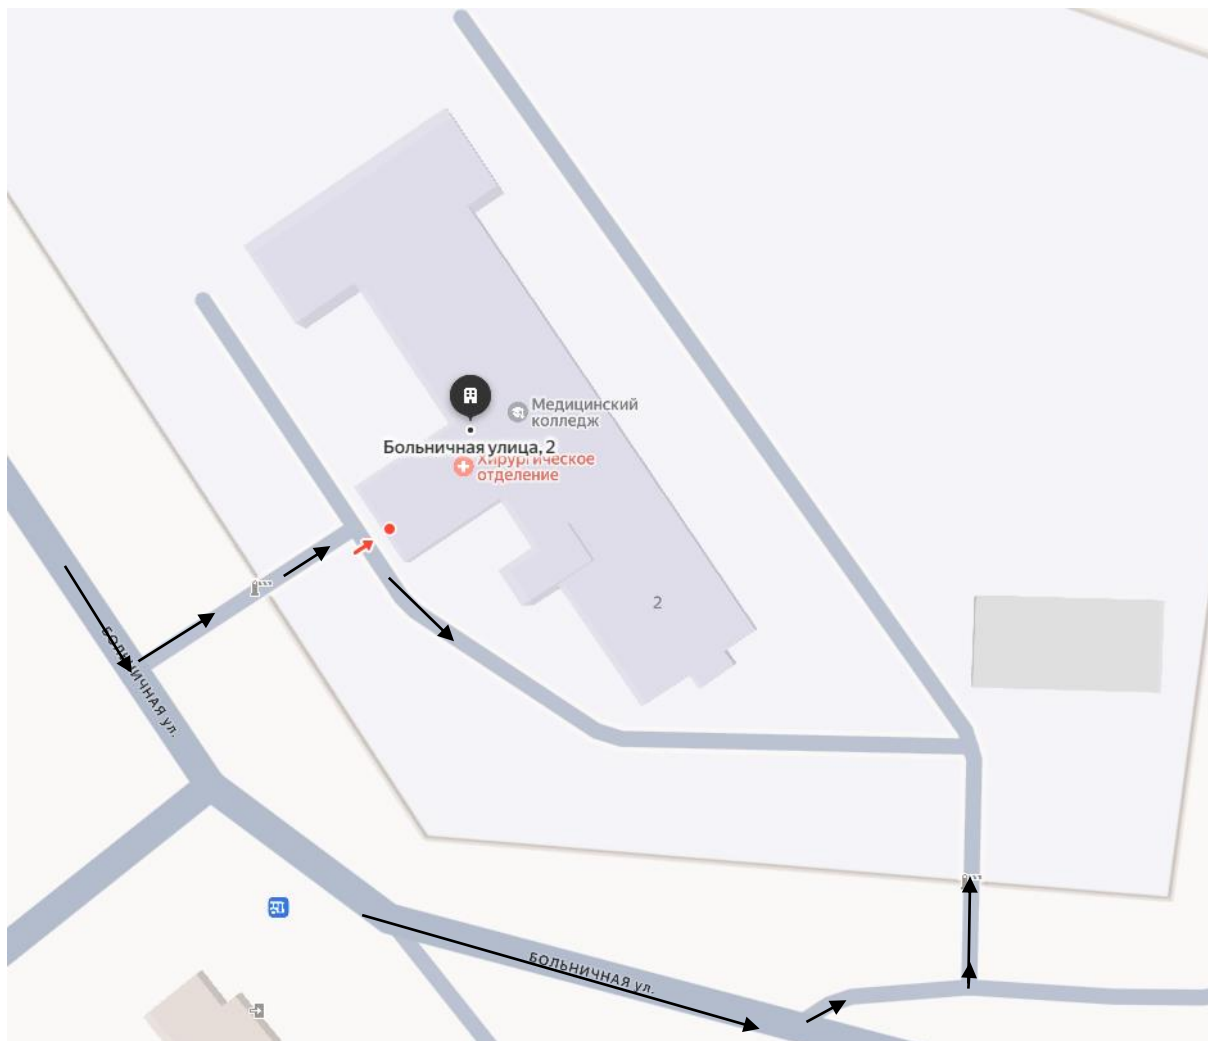 Медицинский
колледж
Больничная улица, 2
Хирургическое
отделение
2
БОЛЬНИЧНАЯ ул.
БОЛЬНИЧНАЯ ул.